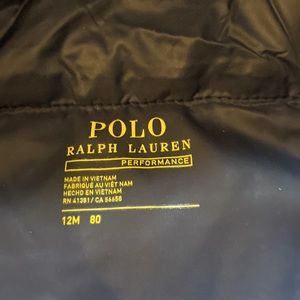 POLO
RALPH LAUREN
PERFORMANCE
MADE IN VIETNAM
FABRIQUÉ AU VIÊT NAM
HECHO EN VIETNAM
RN 41381 / CA 56658
12M 80